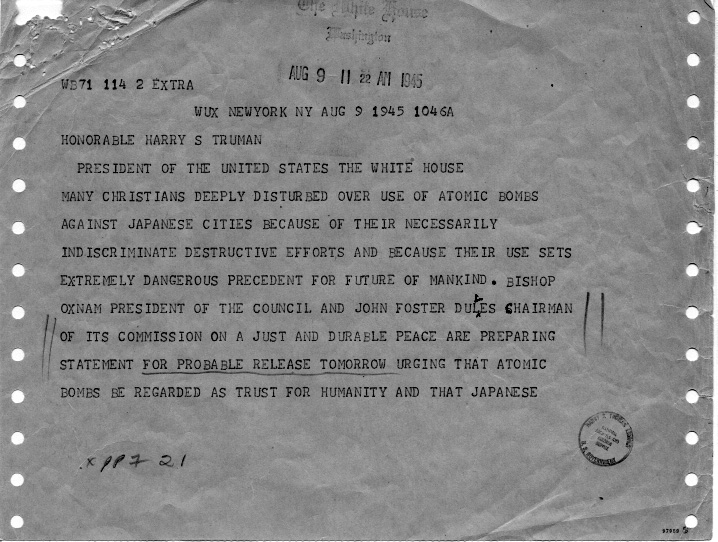 The White House
Washington
AUG 9 11 22 AM 1945
WB71 114 2 EXTRA
WUX NEWYORK NY AUG 9 1945 1046A
HONORABLE HARRY S TRUMAN
PRESIDENT OF THE UNITED STATES THE WHITE HOUSE
MANY CHRISTIANS DEEPLY DISTURBED OVER USE OF ATOMIC BOMBS
AGAINST JAPANESE CITIES BECAUSE OF THEIR NECESSARILY
INDISCRIMINATE DESTRUCTIVE EFFORTS AND BECAUSE THEIR USE SETS
EXTREMELY DANGEROUS PRECEDENT FOR FUTURE OF MANKIND. BISHOP
OXNAM PRESIDENT OF THE COUNCIL AND JOHN FOSTER DULLES CHAIRMAN
OF ITS COMMISSION ON A JUST AND DURABLE PEACE ARE PREPARING
STATEMENT FOR PROBABLE RELEASE TOMORROW URGING THAT ATOMIC
BOMBS BE REGARDED AS TRUST FOR HUMANITY AND THAT JAPANESE
x PP7 21